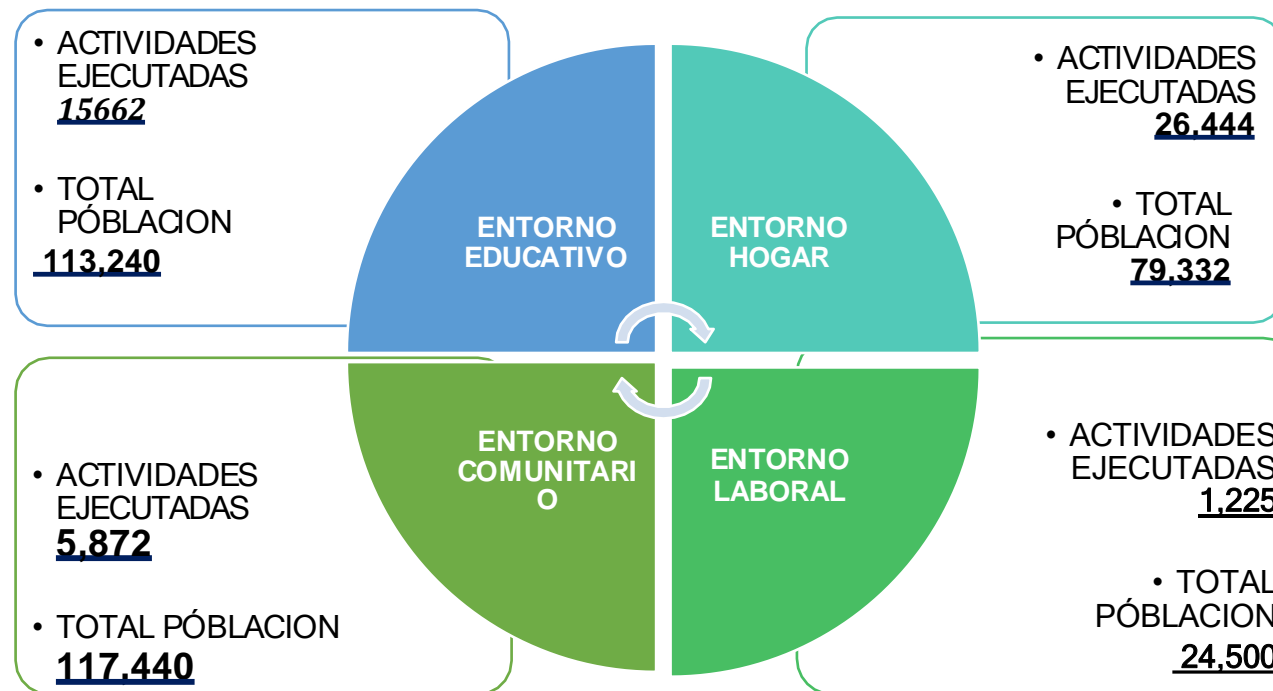 • ACTIVIDADES
EJECUTADAS
15662
• TOTAL
PÓBLACION
113,240
• ACTIVIDADES
EJECUTADAS
26,444
• TOTAL
PÓBLACION
79,332
ENTORNO
EDUCATIVO
ENTORNO
HOGAR
ENTORNO
COMUNITARI
O
ENTORNO
LABORAL
• ACTIVIDADES
EJECUTADAS
5,872
• TOTAL PÓBLACION
117,440
• ACTIVIDADES
EJECUTADAS
1,225
• TOTAL
PÓBLACION
24,500